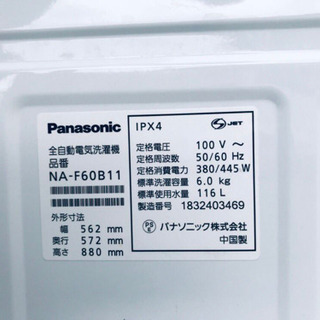 Panasonic
全自動電気洗濯機
品番
NA-F60B11
外形寸法
幅 562 mm
奥行 572 mm
高さ 880 mm
IPX4
S JET
定格電圧 100 V ～
定格周波数 50/60 Hz
定格消費電力 380/445 W
標準洗濯容量 6.0 kg
標準使用水量 116 L
製造番号 1832403469
PS E
パナソニック株式会社
中国製